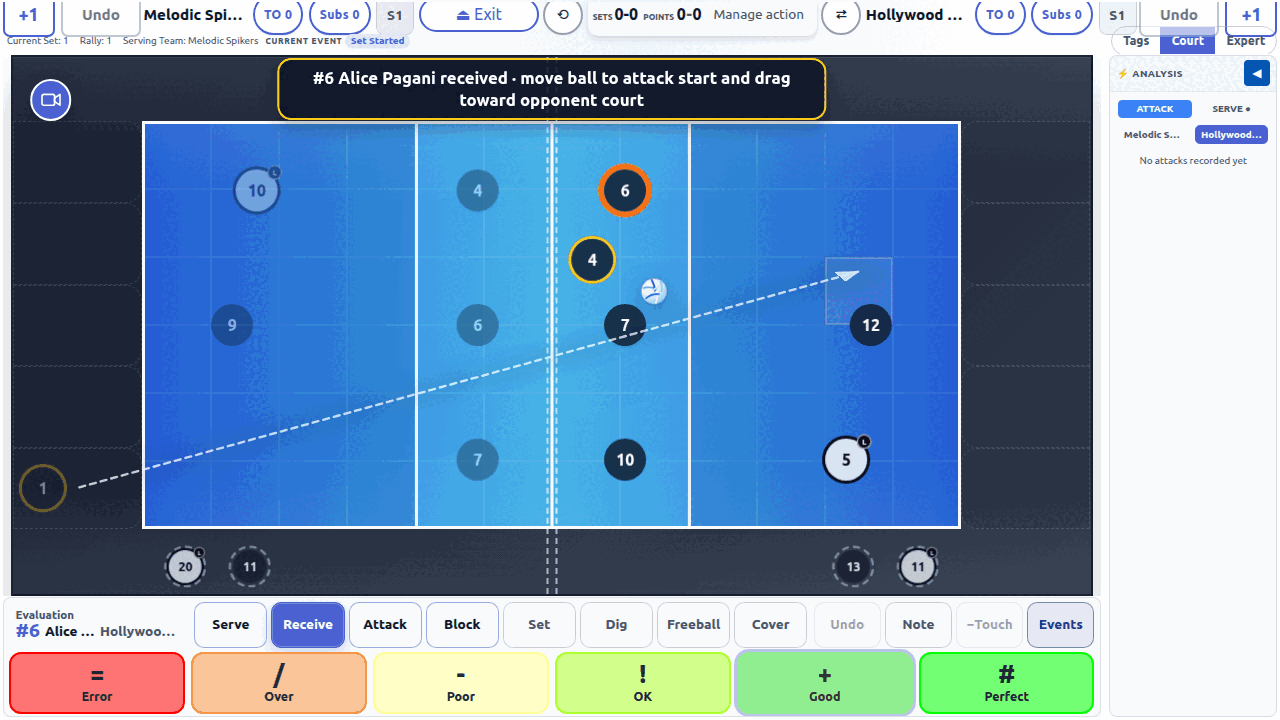 +1 Undo Melodic Spi... TO 0 Subs 0 S1 ⏏ Exit ⟲ SETS 0-0 POINTS 0-0 Manage action ⇄ Hollywood ... TO 0 Subs 0 S1 Undo +1
Current Set: 1 Rally: 1 Serving Team: Melodic Spikers CURRENT EVENT Set Started
Tags Court Expert
#6 Alice Pagani received · move ball to attack start and drag
toward opponent court
⚡ ANALYSIS ◀
ATTACK SERVE •
Melodic S... Hollywood...
No attacks recorded yet
10 L 4 6
4
9 6 7 12
7 10 5 L
1
20 L 11 13 11 L
Evaluation
#6 Alice ... Hollywoo...
Serve Receive Attack Block Set Dig Freeball Cover Undo Note −Touch Events
= / - ! + #
Error Over Poor OK Good Perfect